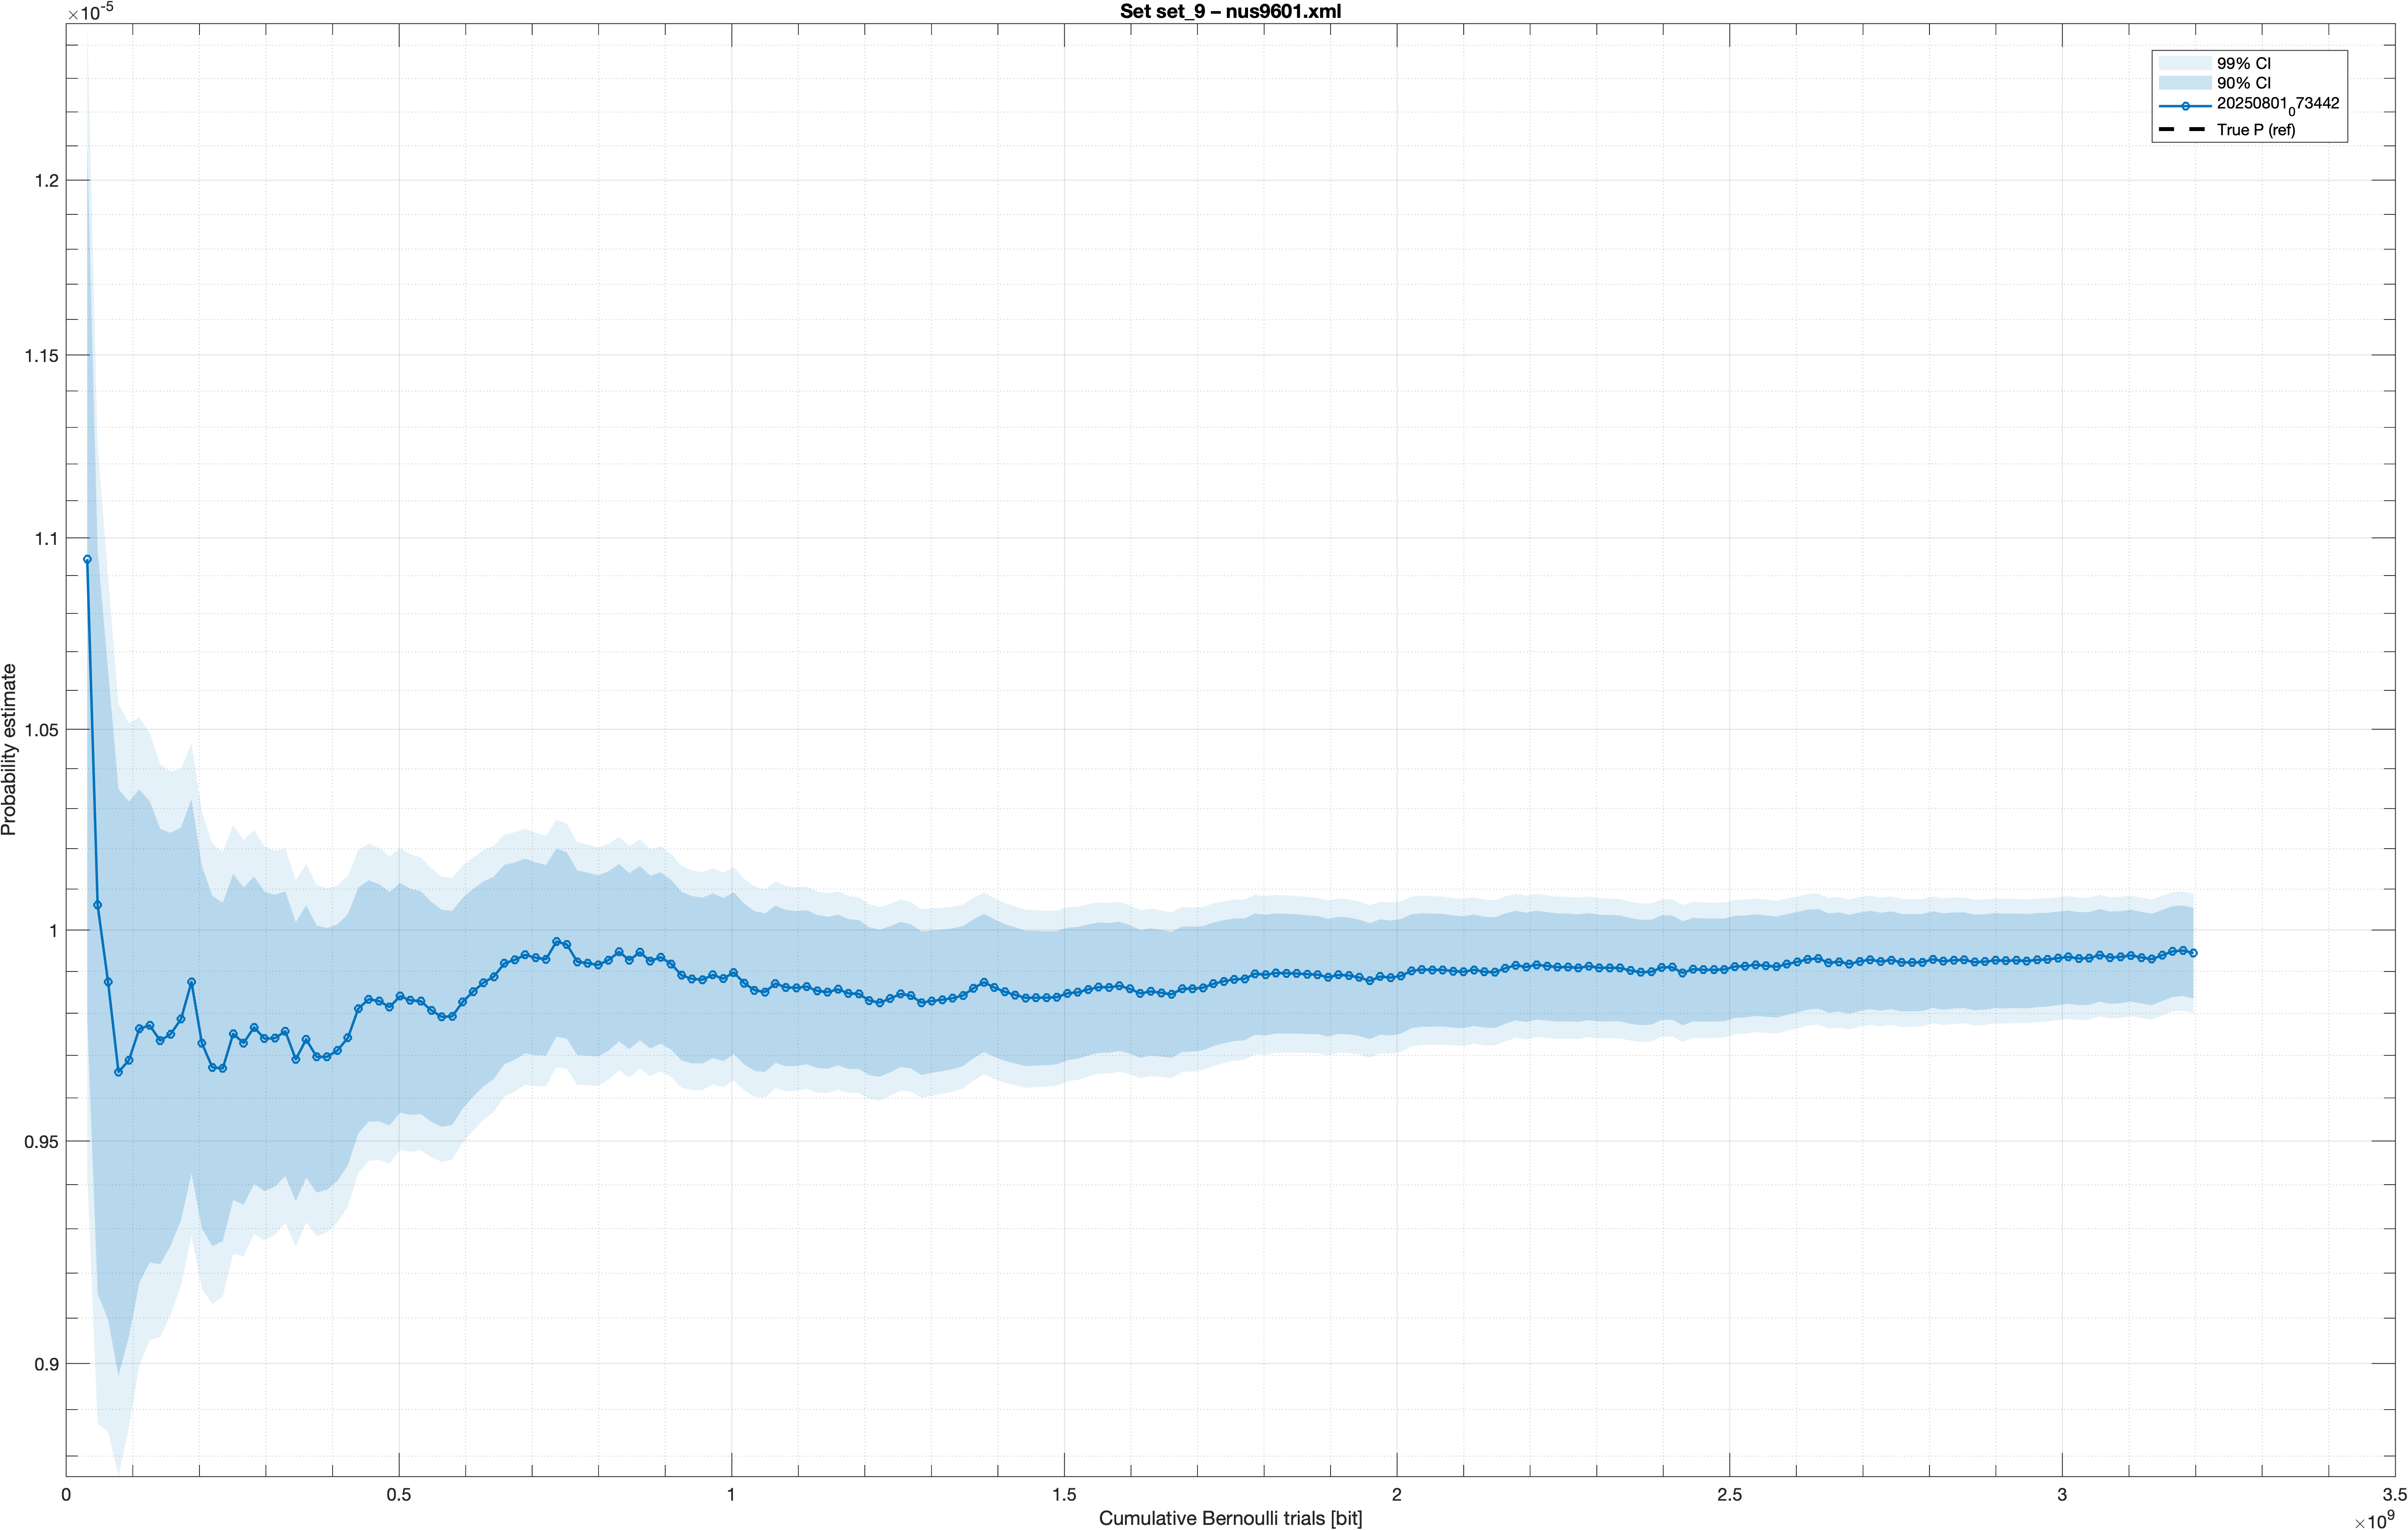 Set set_9 – nus9601.xml
×10-5
99% CI
90% CI
20250801073442
True P (ref)
1.2
1.15
1.1
1.05
1
0.95
0.9
Probability estimate
0 0.5 1 1.5 2 2.5 3 3.5
Cumulative Bernoulli trials [bit]
×109